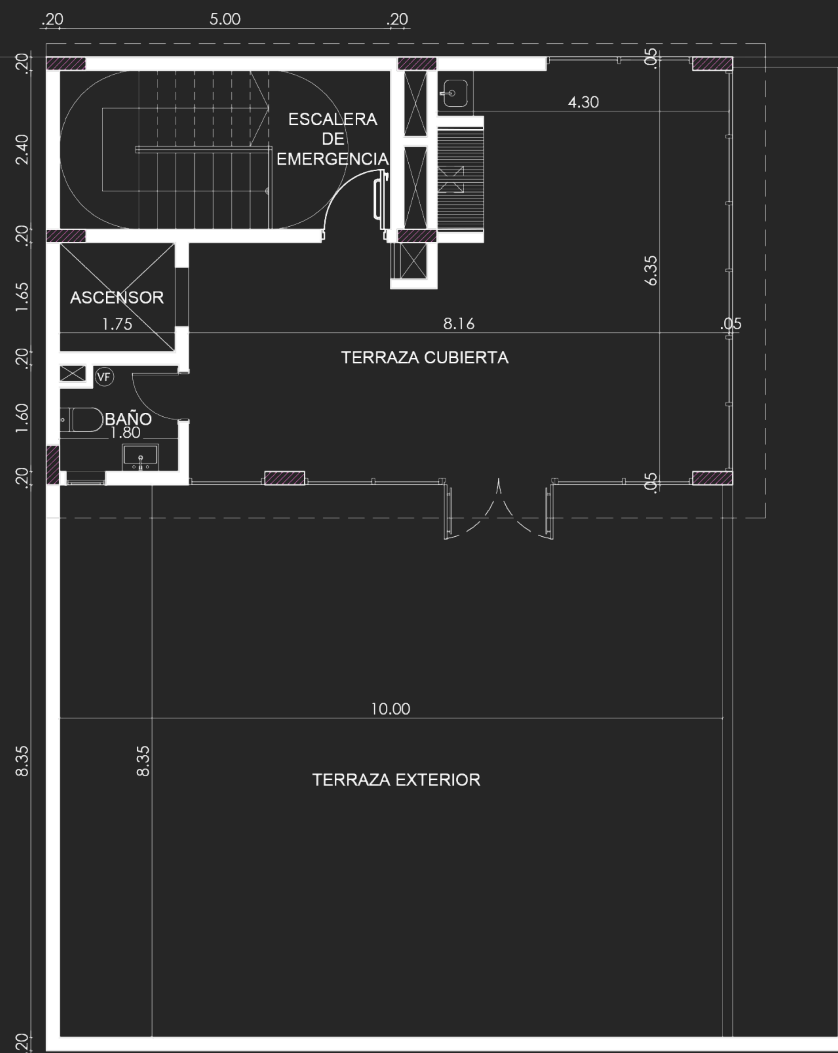 .20
5.00
.20
.20
.05
4.30
ESCALERA
DE
EMERGENCIA
2.40
.20
6.35
1.65
ASCENSOR
1.75
8.16
.05
TERRAZA CUBIERTA
.20
VF
BAÑO
1.80
1.60
.20
.05
10.00
8.35
8.35
TERRAZA EXTERIOR
.20